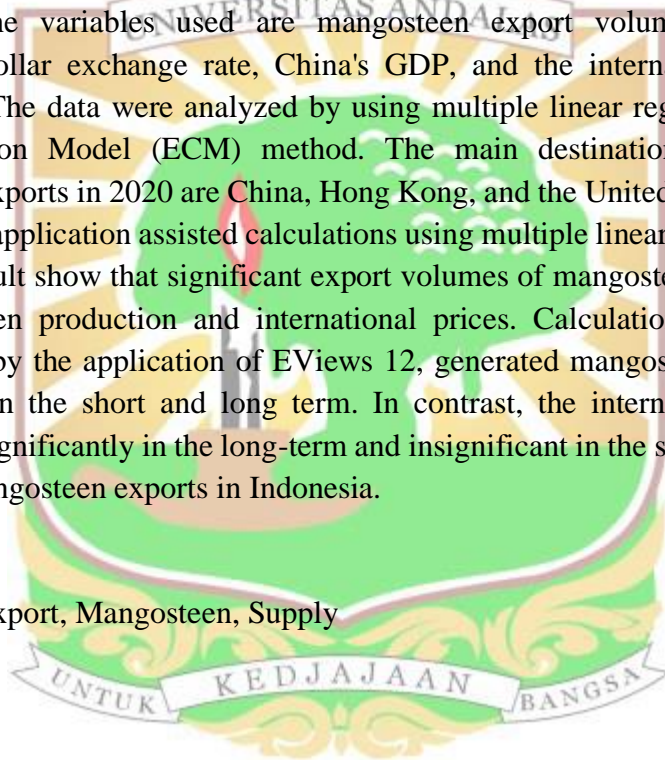 UNIVERSITAS ANDALAS
he variables used are mangosteen export volum
ollar exchange rate, China's GDP, and the intern
The data were analyzed by using multiple linear reg
on Model (ECM) method. The main destination
xports in 2020 are China, Hong Kong, and the United
application assisted calculations using multiple linear
ult show that significant export volumes of mangoste
en production and international prices. Calculatio
by the application of EViews 12, generated mangos
n the short and long term. In contrast, the intern
gnificantly in the long-term and insignificant in the s
ngosteen exports in Indonesia.
xport, Mangosteen, Supply
UNTUK KEDJAJAAN BANGSA